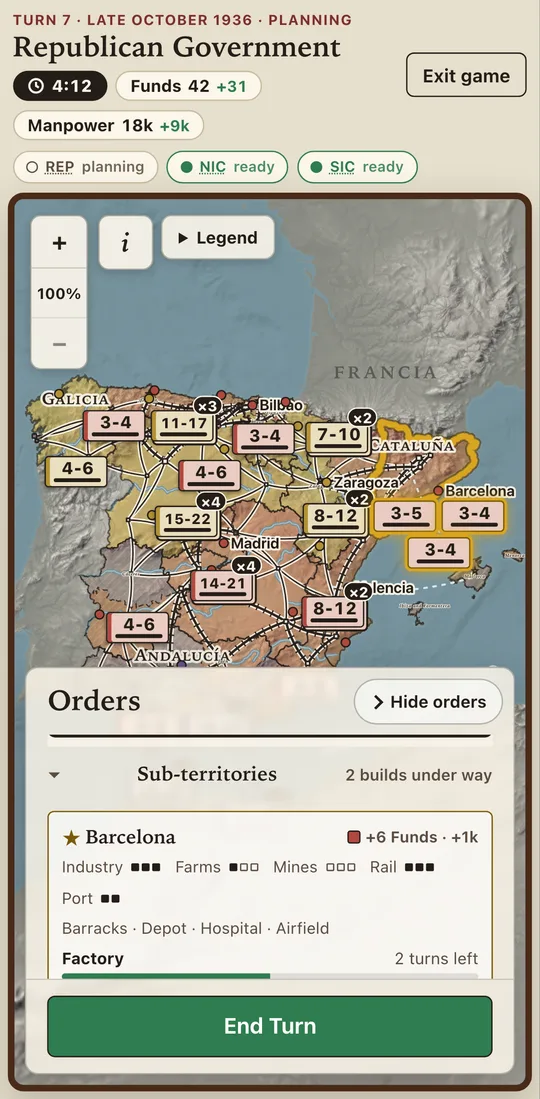 TURN 7 · LATE OCTOBER 1936 · PLANNING
Republican Government
4:12
Funds 42 +31
Exit game
Manpower 18k +9k
REP planning
NIC ready
SIC ready
+
i
Legend
100%
−
FRANCIA
GALICIA
Bilbao
×3
×2
3-4
11-17
3-4
7-10
CATALUÑA
4-6
4-6
Zaragoza
Barcelona
×4
×2
15-22
8-12
3-5
3-4
Madrid
3-4
×4
14-21
×2
lencia
8-12
4-6
ANDALUCÍA
Orders
Hide orders
Sub-territories
2 builds under way
Barcelona
+6 Funds · +1k
Industry
Farms
Mines
Rail
Port
Barracks · Depot · Hospital · Airfield
Factory
2 turns left
End Turn